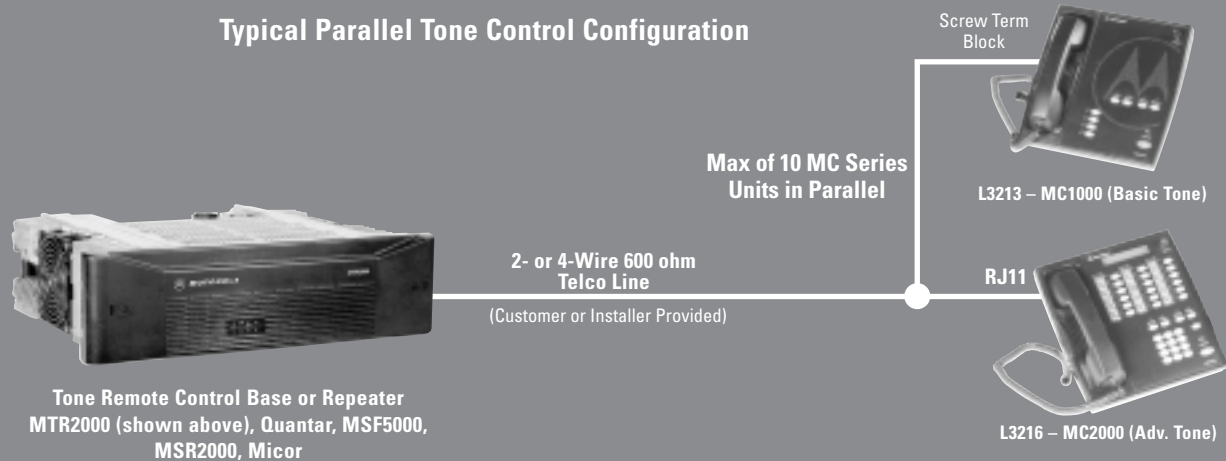 Typical Parallel Tone Control Configuration
Screw Term
Block
Max of 10 MC Series
Units in Parallel
L3213 – MC1000 (Basic Tone)
2- or 4-Wire 600 ohm
Telco Line
(Customer or Installer Provided)
RJ11
Tone Remote Control Base or Repeater
MTR2000 (shown above), Quantar, MSF5000,
MSR2000, Micor
L3216 – MC2000 (Adv. Tone)